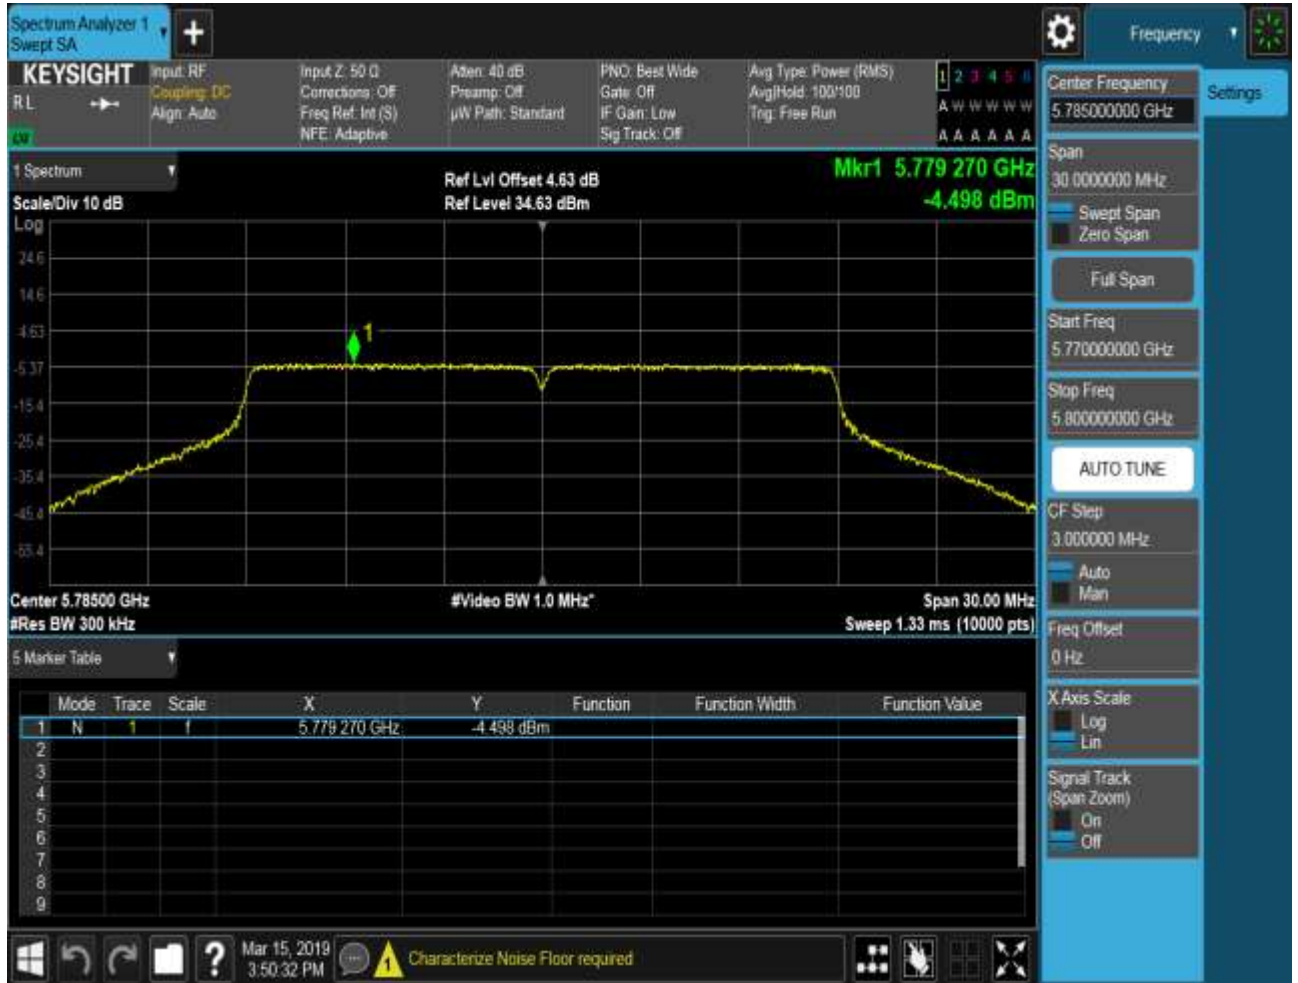 Spectrum Analyzer 1
Swept SA
+
Frequency
KEYSIGHT
RL
Input: RF
Coupling: DC
Align: Auto
Input Z: 50 Ω
Corrections: Off
Freq Ref: Int (S)
NFE: Adaptive
Atten: 40 dB
Preamp: Off
µW Path: Standard
PNO: Best Wide
Gate: Off
IF Gain: Low
Sig Track: Off
Avg Type: Power (RMS)
Avg|Hold: 100/100
Trig: Free Run
1 2 3 4 5 6
A W W W W W
A A A A A A
1 Spectrum
Scale/Div 10 dB
Ref Lvl Offset 4.63 dB
Ref Level 34.63 dBm
Mkr1 5.779 270 GHz
-4.498 dBm
Log
24.6
14.6
4.63
-5.37
-15.4
-25.4
-35.4
-45.4
-55.4
1
Center 5.78500 GHz
#Res BW 300 kHz
#Video BW 1.0 MHz*
Span 30.00 MHz
Sweep 1.33 ms (10000 pts)
5 Marker Table
Mode Trace Scale X Y Function Function Width Function Value
1 N 1 f 5.779 270 GHz -4.498 dBm
2
3
4
5
6
7
8
9
Mar 15, 2019
3:50:32 PM
1
Characterize Noise Floor required
Center Frequency
5.785000000 GHz
Settings
Span
30.0000000 MHz
Swept Span
Zero Span
Full Span
Start Freq
5.770000000 GHz
Stop Freq
5.800000000 GHz
AUTO TUNE
CF Step
3.000000 MHz
Auto
Man
Freq Offset
0 Hz
X Axis Scale
Log
Lin
Signal Track
(Span Zoom)
On
Off